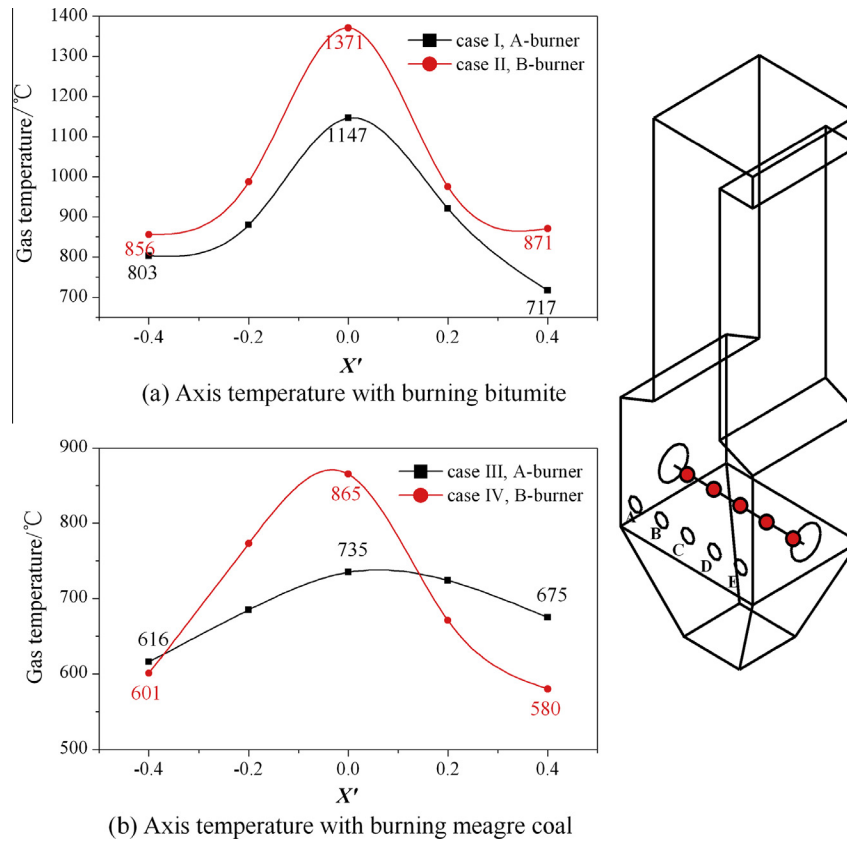 1400
1300
1200
1100
1000
900
800
700
Gas temperature/℃
case I, A-burner
case II, B-burner
1371
1147
856
803
871
717
-0.4 -0.2 0.0 0.2 0.4
X'
(a) Axis temperature with burning bitumite
900
800
700
600
500
Gas temperature/℃
case III, A-burner
case IV, B-burner
865
735
675
616
601
580
-0.4 -0.2 0.0 0.2 0.4
X'
(b) Axis temperature with burning meagre coal
A
B
C
D
E